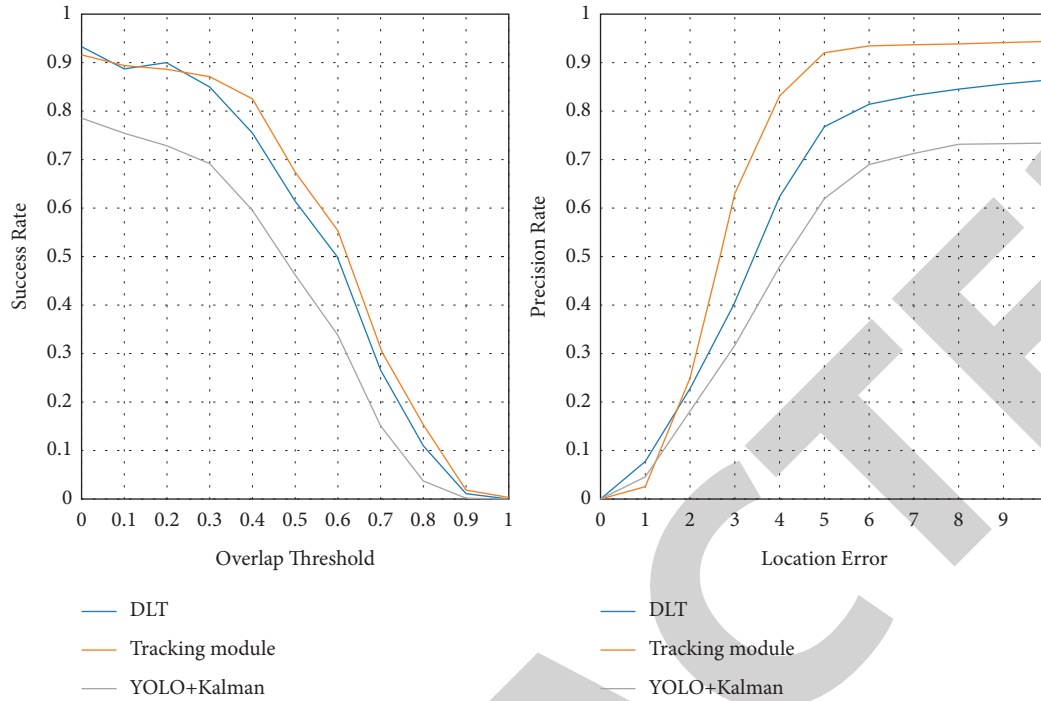 1
0.9
0.8
0.7
0.6
0.5
0.4
0.3
0.2
0.1
0
Success Rate
0 0.1 0.2 0.3 0.4 0.5 0.6 0.7 0.8 0.9 1
Overlap Threshold
DLT
Tracking module
YOLO+Kalman
1
0.9
0.8
0.7
0.6
0.5
0.4
0.3
0.2
0.1
0
Precision Rate
0 1 2 3 4 5 6 7 8 9
Location Error
DLT
Tracking module
YOLO+Kalman